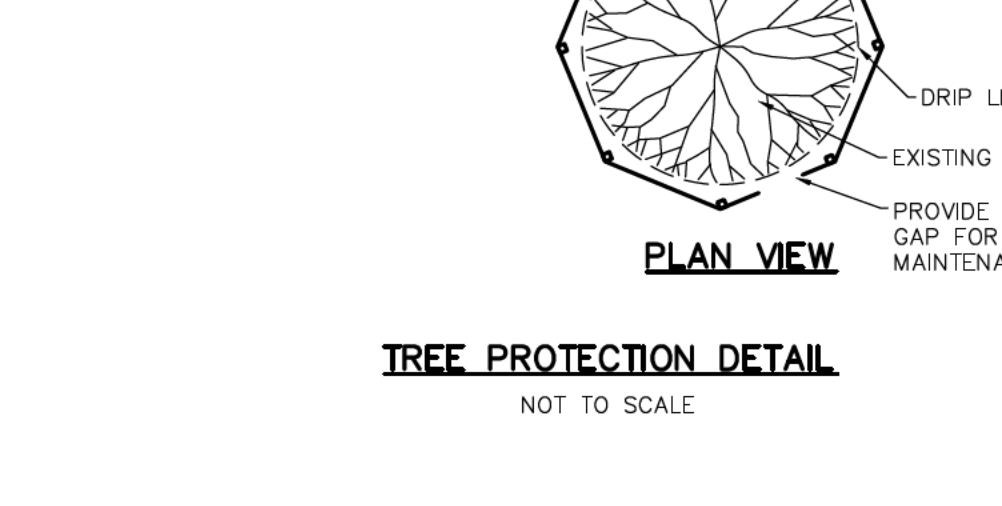 DRIP
EXISTING
PROVIDE
GAP FOR
PLAN VIEW
TREE PROTECTION DETAIL
NOT TO SCALE